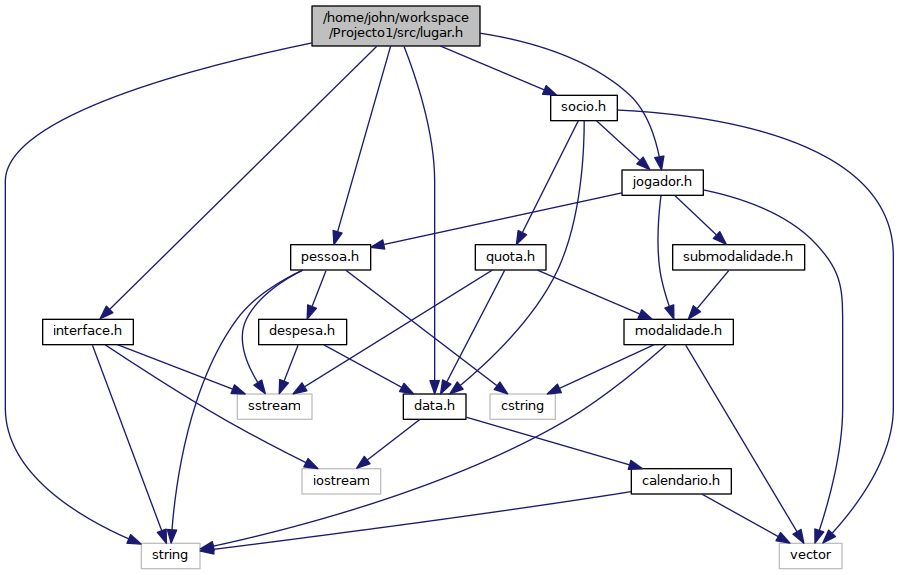 /home/john/workspace
/Projecto1/src/lugar.h
socio.h
jogador.h
pessoa.h
quota.h
submodalidade.h
interface.h
despesa.h
modalidade.h
sstream
data.h
cstring
iostream
calendario.h
string
vector